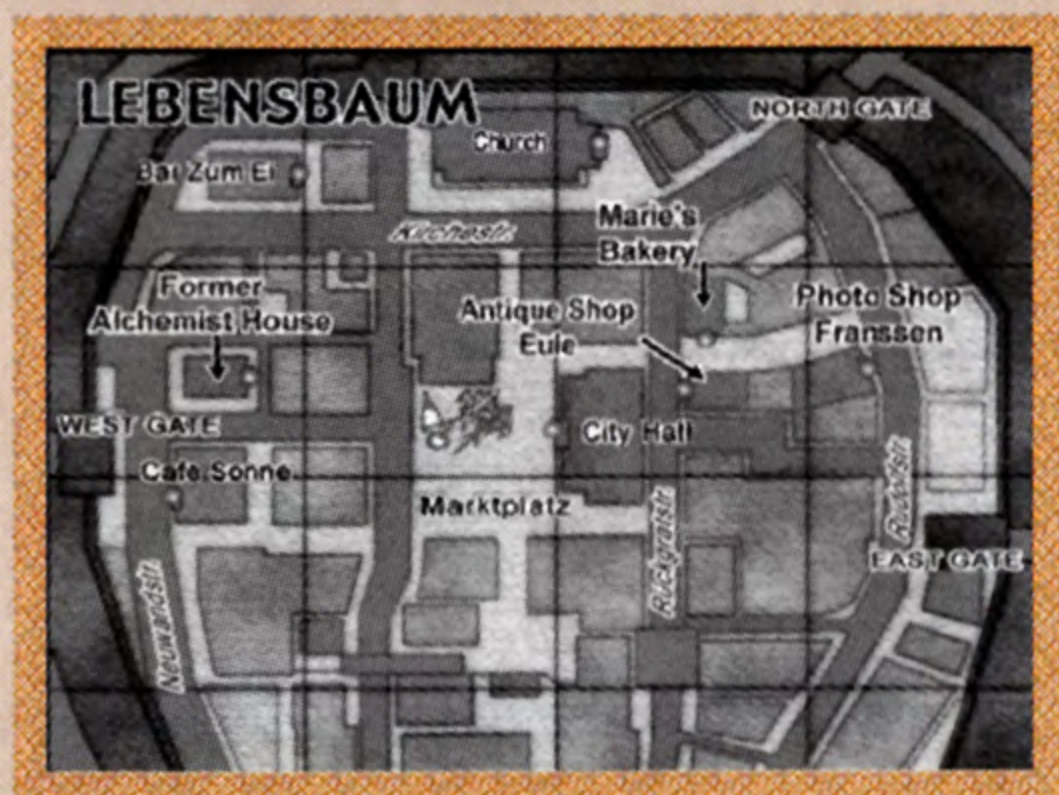 LEBENSBAUM
NORTH GATE
Church
Bar Zum Ei
Kirchestr.
Marie's
Bakery
Former
Alchemist House
Antique Shop
Eule
Photo Shop
Franssen
WEST GATE
City Hall
Cafe Sonne
Marktplatz
Rückgratstr.
Rudolfstr.
EAST GATE
Neuwandstr.